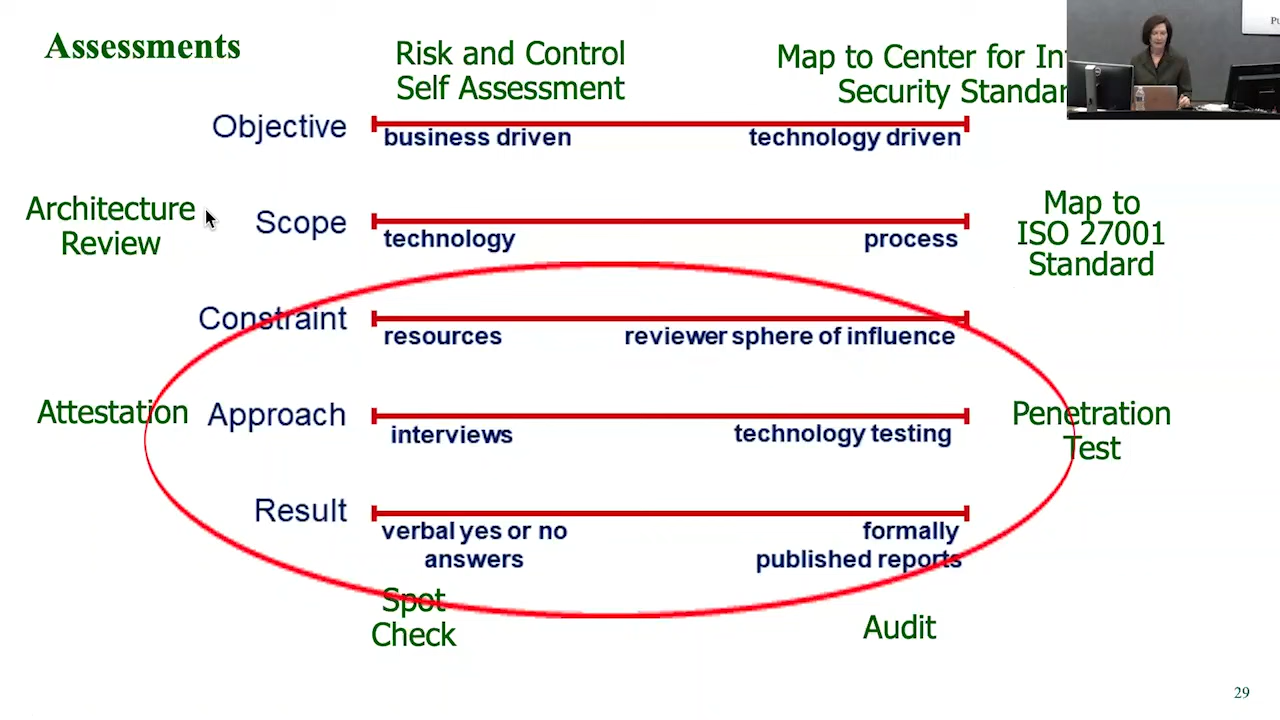 Assessments
Risk and Control
Self Assessment
Map to Center for
Security
Objective
business driven
technology driven
Architecture
Review
Scope
technology
process
Map to
ISO 27001
Standard
Constraint
resources
reviewer sphere of influence
Attestation
Approach
interviews
technology testing
Penetration
Test
Result
verbal yes or no
answers
formally
published reports
Spot
Check
Audit
29